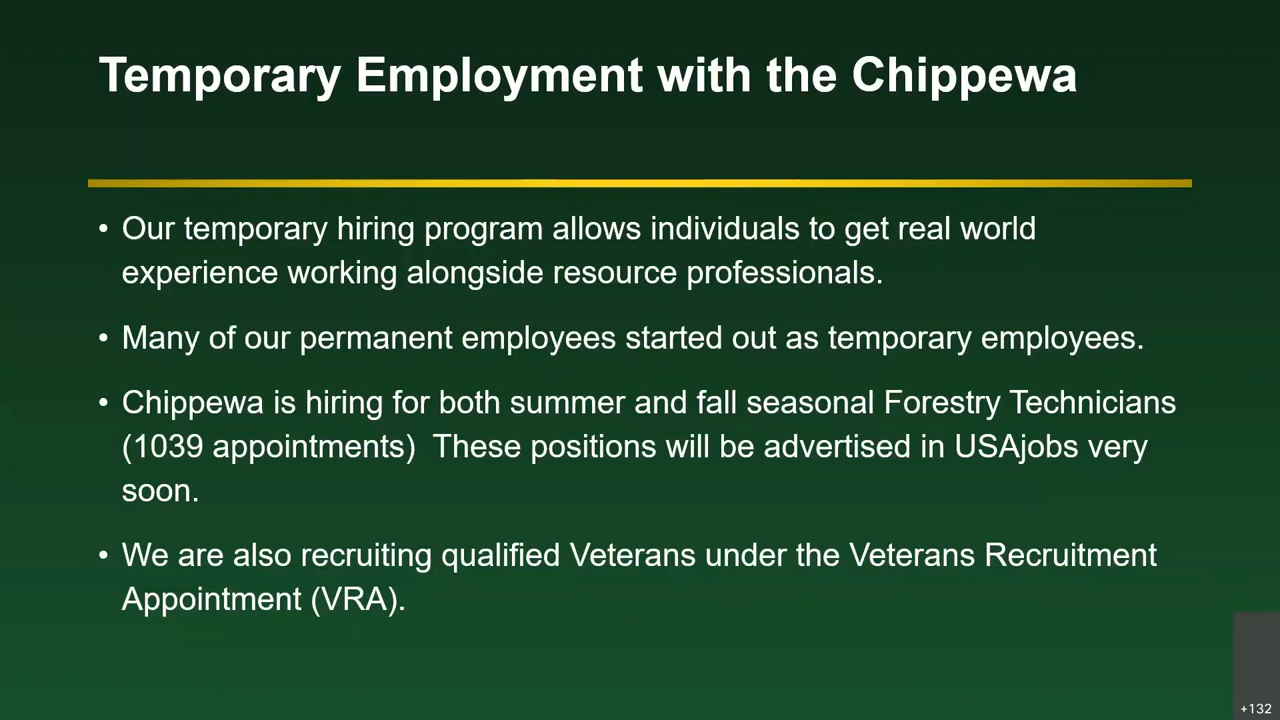 Temporary Employment with the Chippewa
• Our temporary hiring program allows individuals to get real world
experience working alongside resource professionals.
• Many of our permanent employees started out as temporary employees.
• Chippewa is hiring for both summer and fall seasonal Forestry Technicians
(1039 appointments)  These positions will be advertised in USAjobs very
soon.
• We are also recruiting qualified Veterans under the Veterans Recruitment
Appointment (VRA).
+132